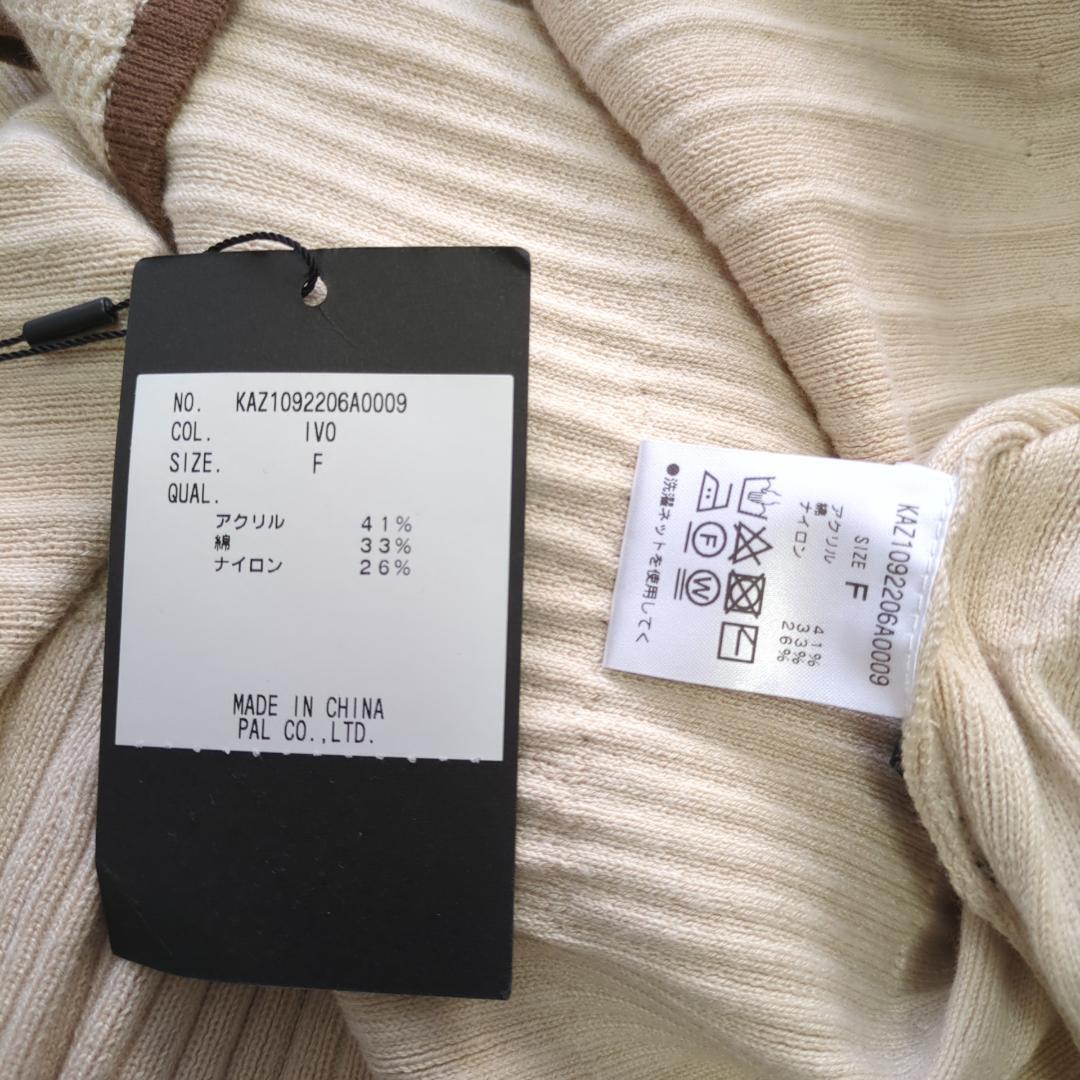 NO. KAZ1092206A0009
COL. IVO
SIZE. F
QUAL.
アクリル 41%
綿 33%
ナイロン 26%
MADE IN CHINA
PAL CO.,LTD.
KAZ1092206A0009
SIZE F
アクリル 41%
綿 33%
ナイロン 26%
F W
●洗濯ネットを使用してく